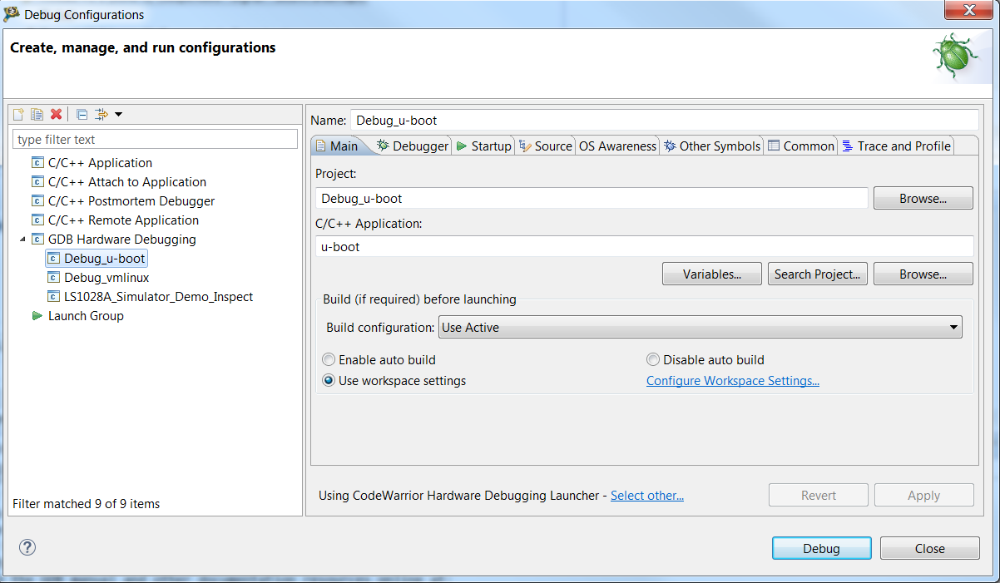 Debug Configurations
Create, manage, and run configurations
type filter text
C/C++ Application
C/C++ Attach to Application
C/C++ Postmortem Debugger
C/C++ Remote Application
GDB Hardware Debugging
Debug_u-boot
Debug_vmlinux
LS1028A_Simulator_Demo_Inspect
Launch Group
Filter matched 9 of 9 items
Name: Debug_u-boot
Main Debugger Startup Source OS Awareness Other Symbols Common Trace and Profile
Project:
Debug_u-boot Browse...
C/C++ Application:
u-boot
Variables... Search Project... Browse...
Build (if required) before launching
Build configuration: Use Active
Enable auto build Disable auto build
Use workspace settings Configure Workspace Settings...
Using CodeWarrior Hardware Debugging Launcher - Select other... Revert Apply
? Debug Close